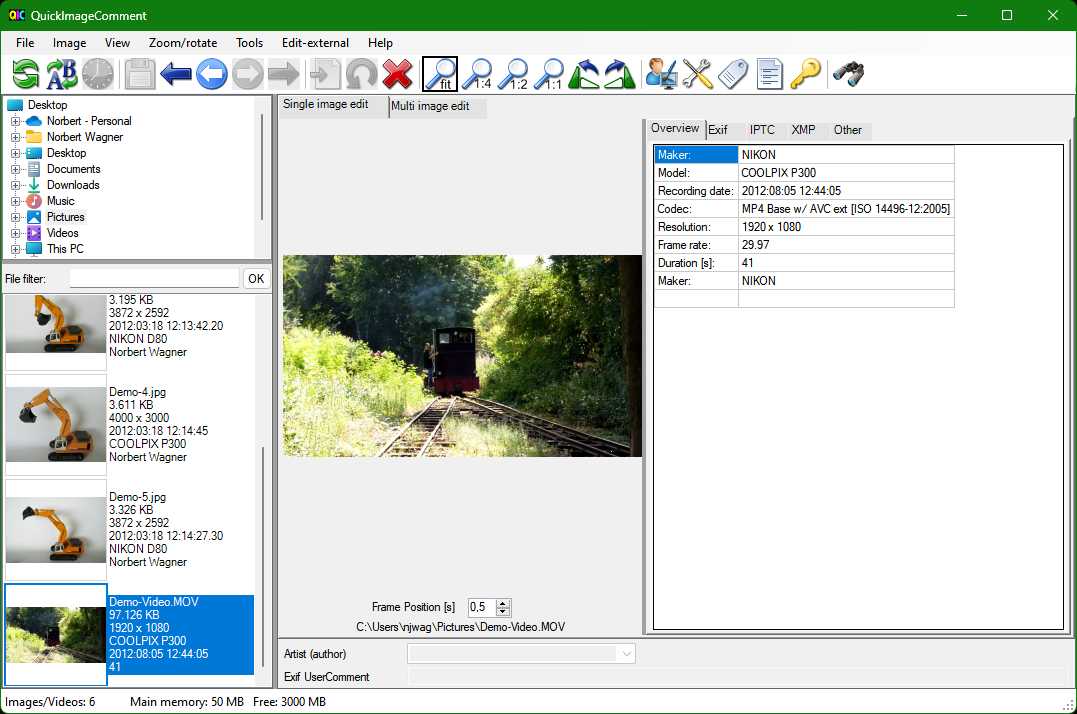 QIC QuickImageComment
File Image View Zoom/rotate Tools Edit-external Help
A B fit 1:4 1:2 1:1
Desktop
Norbert - Personal
Norbert Wagner
Desktop
Documents
Downloads
Music
Pictures
Videos
This PC
File filter: OK
3.195 KB
3872 x 2592
2012:03:18 12:13:42.20
NIKON D80
Norbert Wagner
Demo-4.jpg
3.611 KB
4000 x 3000
2012:03:18 12:14:45
COOLPIX P300
Norbert Wagner
Demo-5.jpg
3.326 KB
3872 x 2592
2012:03:18 12:14:27.30
NIKON D80
Norbert Wagner
Demo-Video.MOV
97.126 KB
1920 x 1080
COOLPIX P300
2012:08:05 12:44:05
41
Single image edit Multi image edit
Frame Position [s] 0,5
C:\Users\njwag\Pictures\Demo-Video.MOV
Overview Exif IPTC XMP Other
Maker: NIKON
Model: COOLPIX P300
Recording date: 2012:08:05 12:44:05
Codec: MP4 Base w/ AVC ext [ISO 14496-12:2005]
Resolution: 1920 x 1080
Frame rate: 29.97
Duration [s]: 41
Maker: NIKON
Artist (author)
Exif UserComment
Images/Videos: 6 Main memory: 50 MB Free: 3000 MB